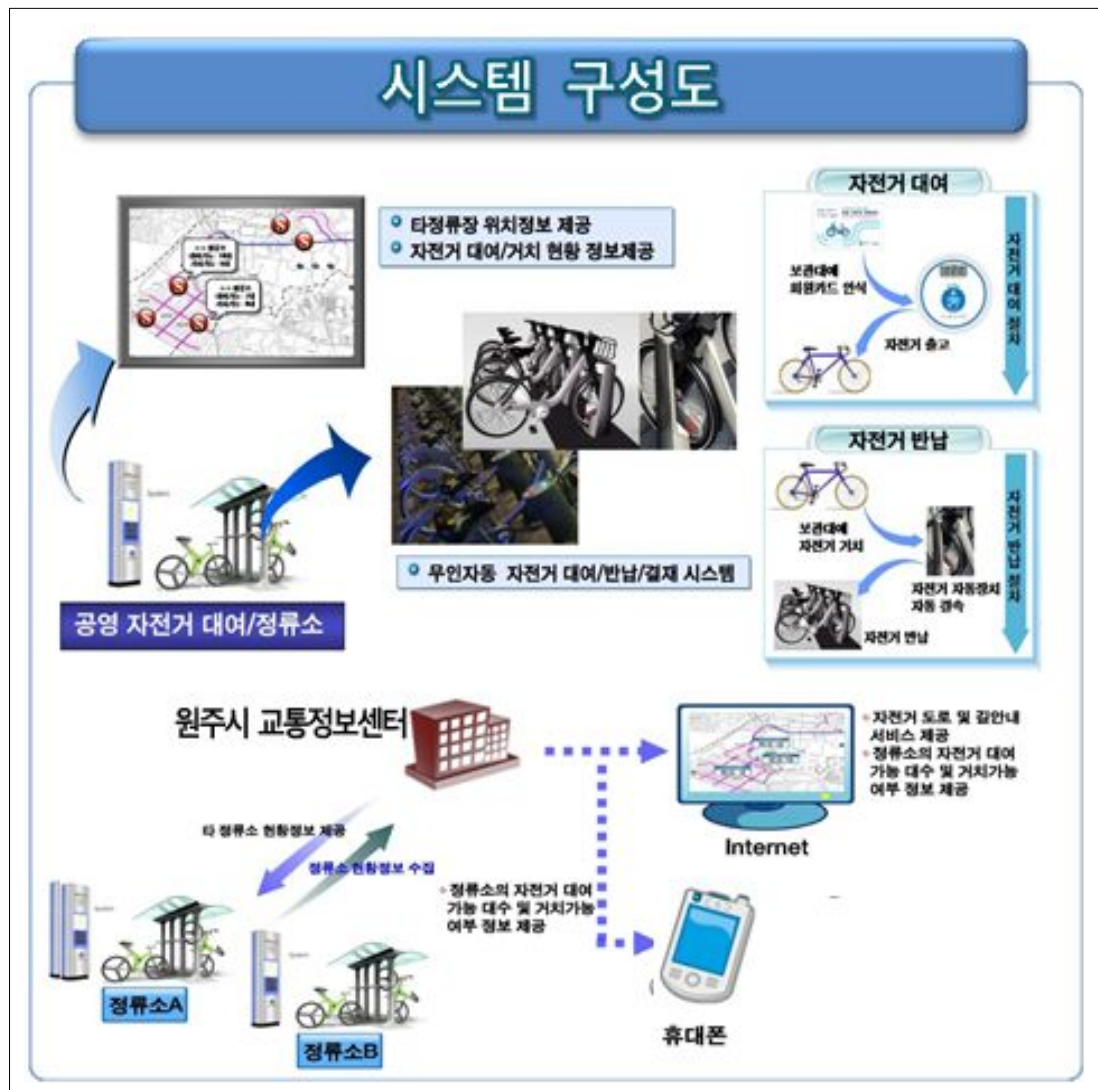 시스템 구성도
타정류장 위치정보 제공
자전거 대여/거치 현황 정보제공
자전거 대여
보관대에
회원카드 인식
자전거 출고
자전거 대여 절차
무인자동 자전거 대여/반납/결재 시스템
System
공영 자전거 대여/정류소
자전거 반납
보관대에
자전거 거치
자전거 자동장치
자동 결속
자전거 반납
자전거 반납 절차
원주시 교통정보센터
자전거 도로 및 길안내
서비스 제공
정류소의 자전거 대여
가능 대수 및 거치가능
여부 정보 제공
Internet
타 정류소 현황정보 제공
정류소 현황정보 수집
정류소의 자전거 대여
가능 대수 및 거치가능
여부 정보 제공
정류소A
정류소B
휴대폰